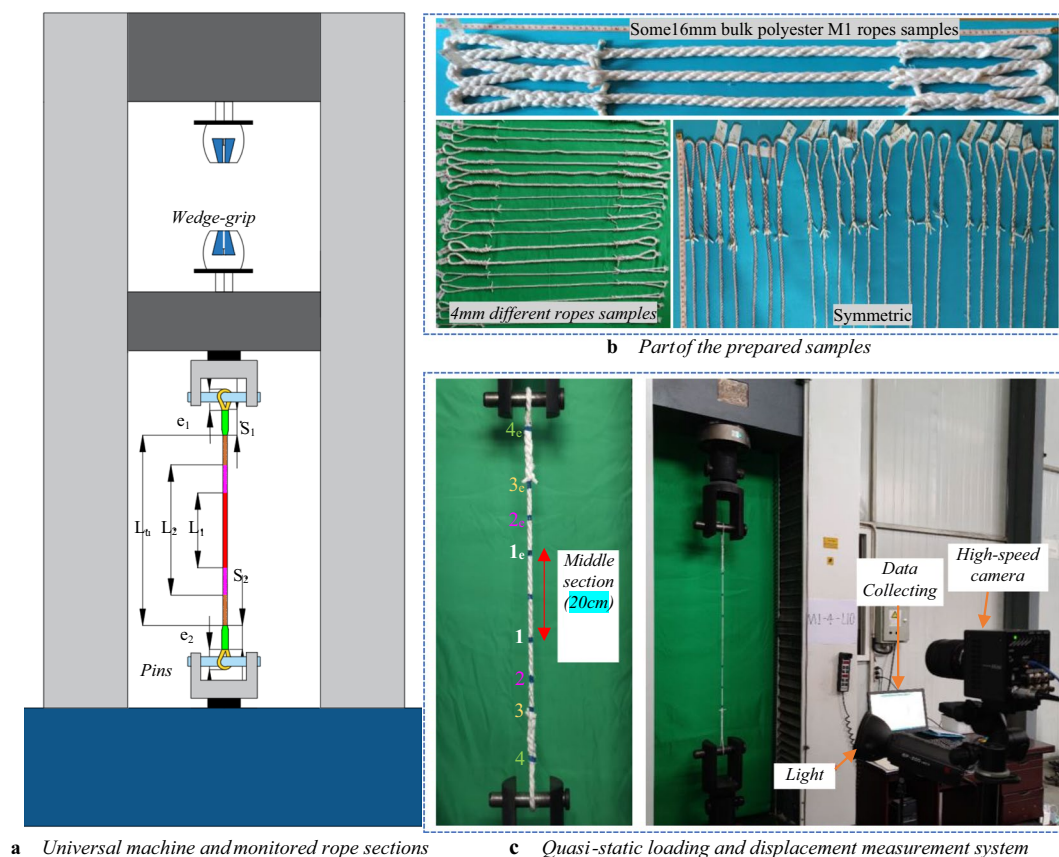 Wedge-grip
e1
S1
Lu
L2
L1
S2
e2
Pins
a Universal machine and monitored rope sections
Some16mm bulk polyester M1 ropes samples
4mm different ropes samples
Symmetric
b Part of the prepared samples
4e
3e
2e
1e
Middle
section
(20cm)
1
2
3
4
M1-4-L10
Data
Collecting
High-speed
camera
Light
c Quasi-static loading and displacement measurement system